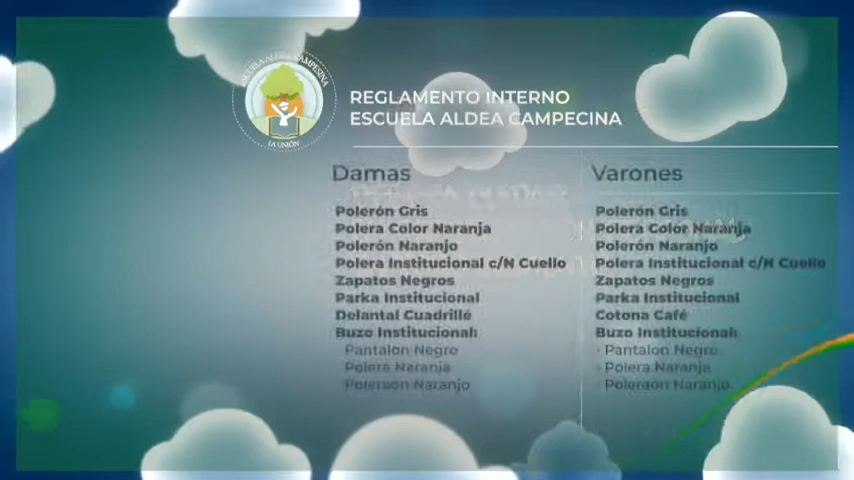 ESCUELA ALDEA CAMPESINA
LA UNIÓN
REGLAMENTO INTERNO
ESCUELA ALDEA CAMPECINA
Damas
Polerón Gris
Polera Color Naranja
Polerón Naranjo
Polera Institucional c/N Cuello
Zapatos Negros
Parka Institucional
Delantal Cuadrillé
Buzo Institucional:
Pantalon Negro
Polera Naranja
Poleraón Naranjo
Varones
Polerón Gris
Polera Color Naranja
Polerón Naranjo
Polera Institucional c/N Cuello
Zapatos Negros
Parka Institucional
Cotona Café
Buzo Institucional:
· Pantalon Negro
· Polera Naranja
· Poleraón Naranjo